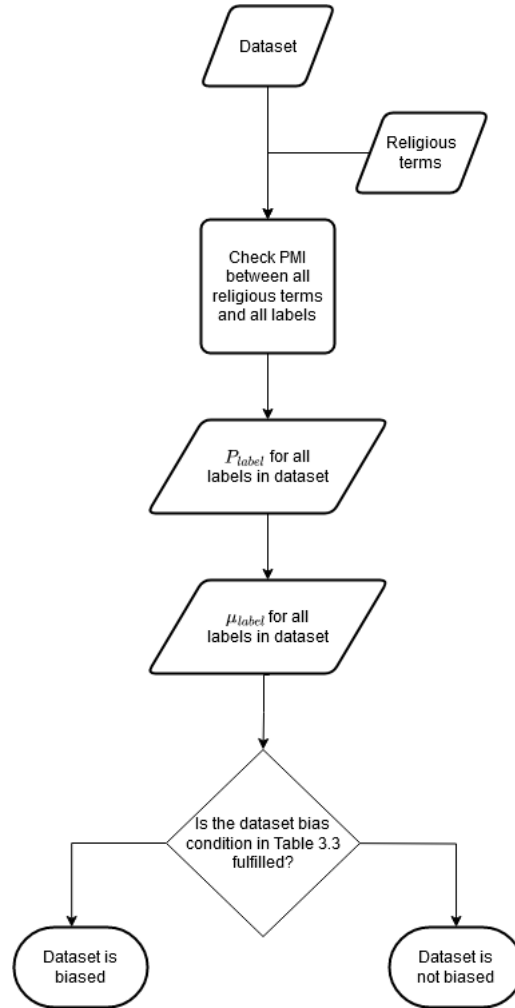 Dataset
Religious
terms
Check PMI
between all
religious terms
and all labels
P_label for all
labels in dataset
μ_label for all
labels in dataset
Is the dataset bias
condition in Table 3.3
fulfilled?
Dataset is
biased
Dataset is
not biased